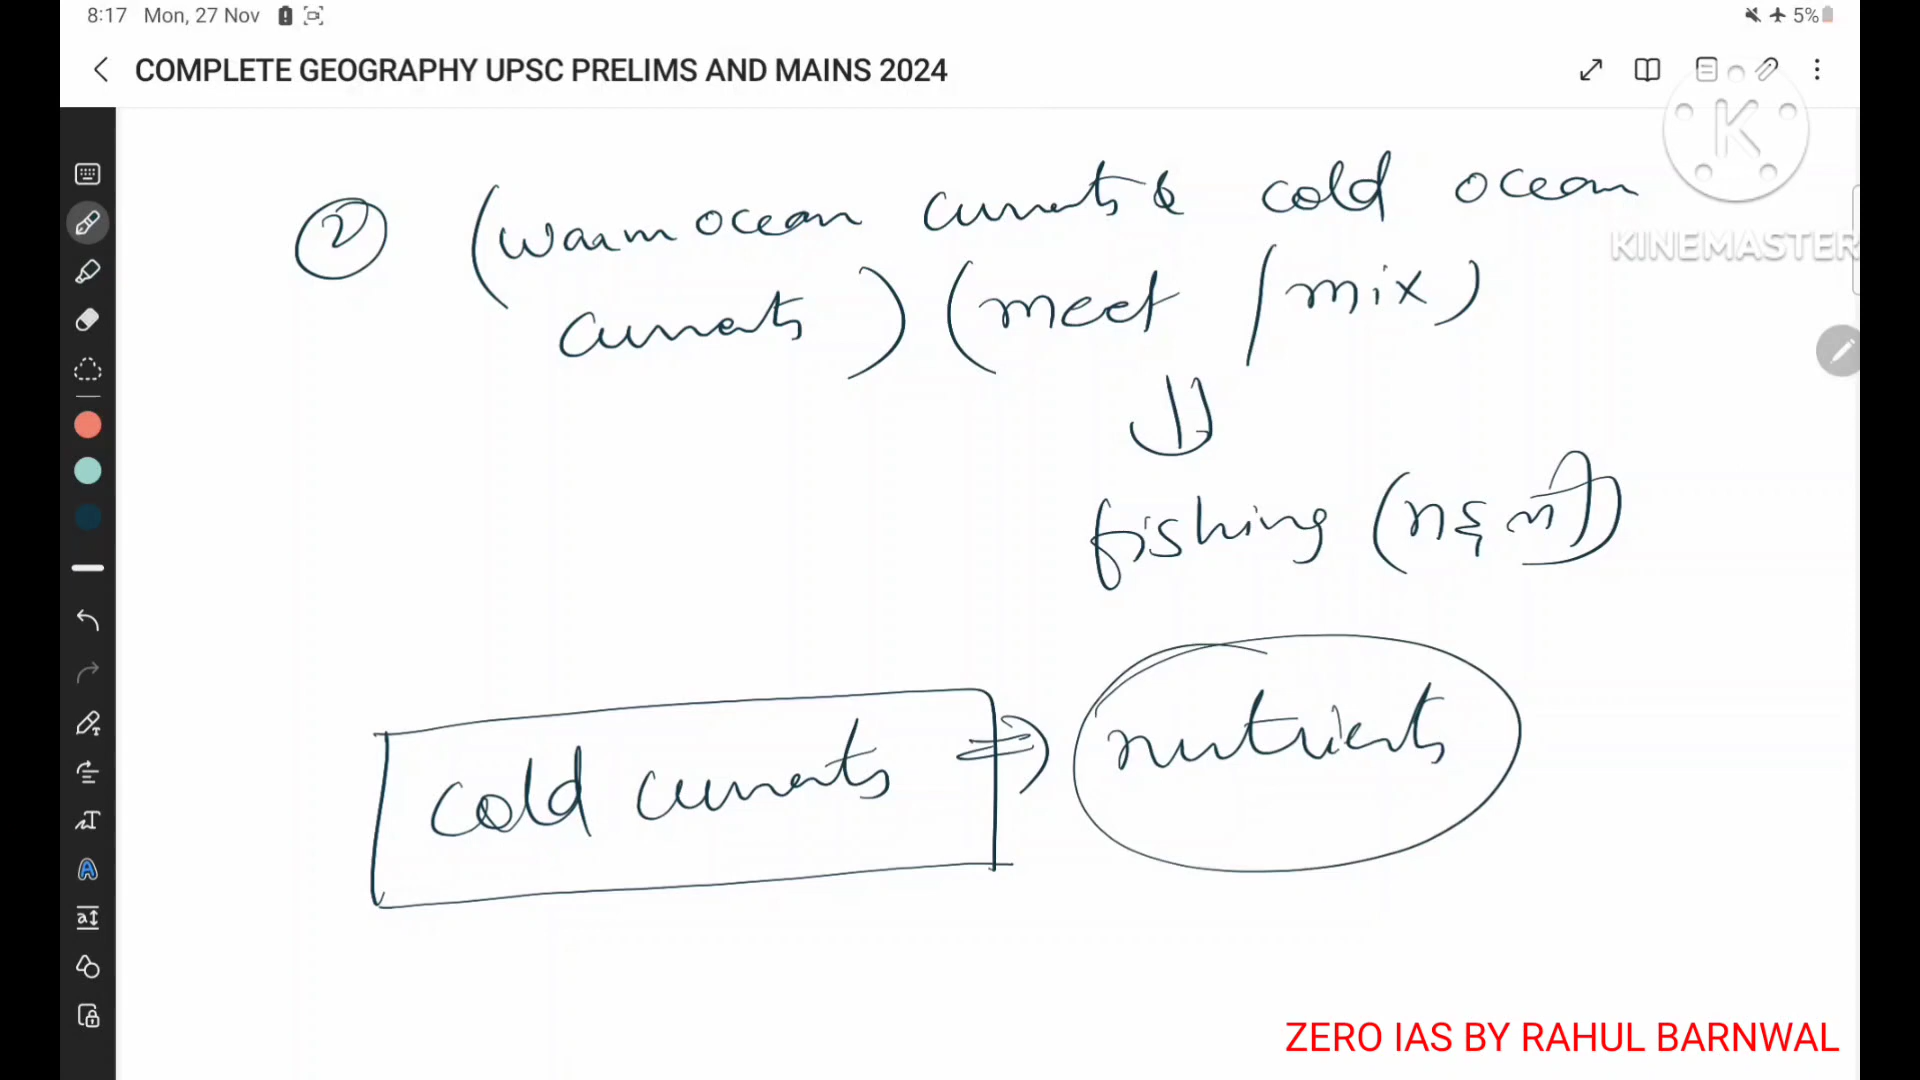 8:17 Mon, 27 Nov 5%
COMPLETE GEOGRAPHY UPSC PRELIMS AND MAINS 2024
K
KINEMASTER
② (warm ocean currents & cold ocean
currents) (meet / mix)
fishing
cold currents ⇒ nutrients
ZERO IAS BY RAHUL BARNWAL